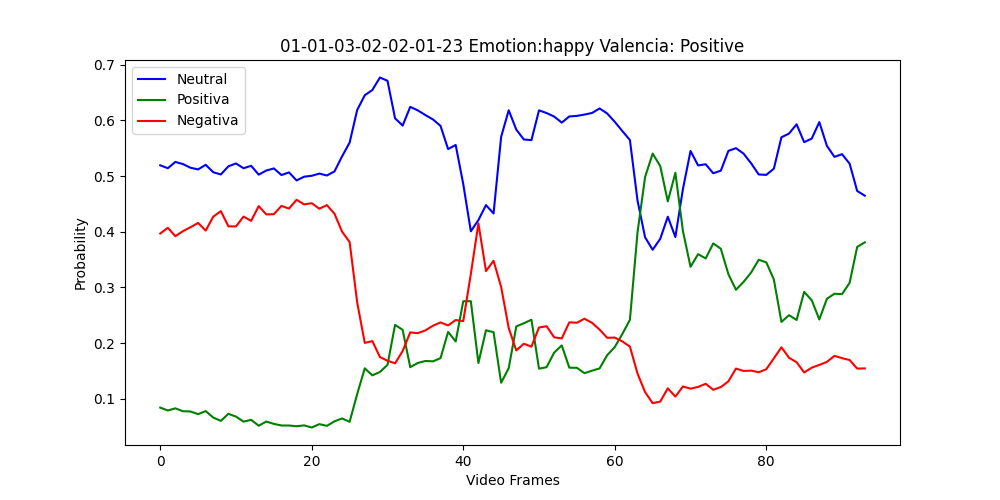 01-01-03-02-02-01-23 Emotion:happy Valencia: Positive
Neutral
Positiva
Negativa
Probability
0.7
0.6
0.5
0.4
0.3
0.2
0.1
0 20 40 60 80
Video Frames